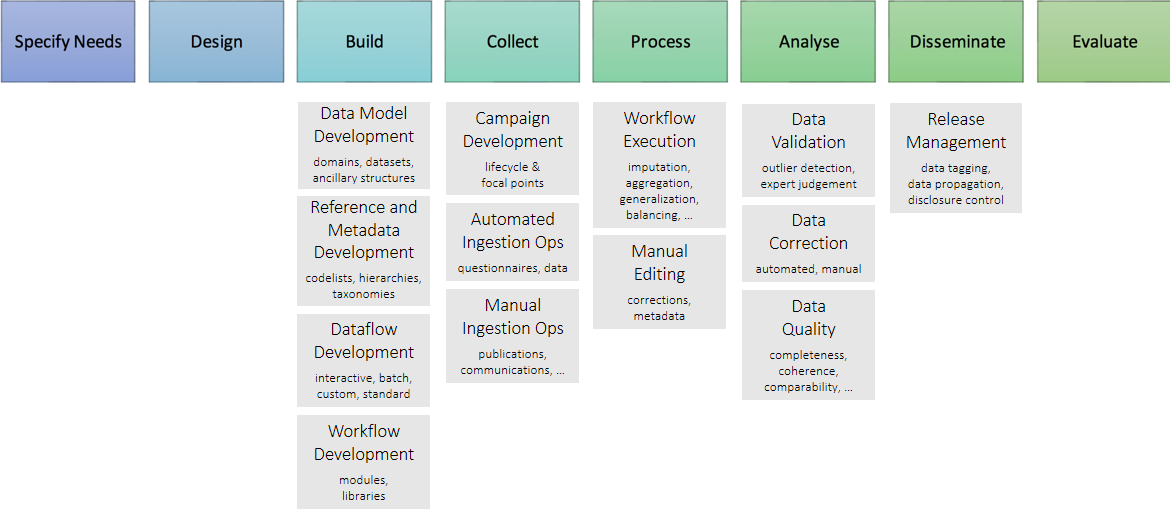 Specify Needs
Design
Build
Collect
Process
Analyse
Disseminate
Evaluate
Data Model
Development
domains, datasets,
ancillary structures
Reference and
Metadata
Development
codelists, hierarchies,
taxonomies
Dataflow
Development
interactive, batch,
custom, standard
Workflow
Development
modules,
libraries
Campaign
Development
lifecycle &
focal points
Automated
Ingestion Ops
questionnaires, data
Manual
Ingestion Ops
publications,
communications, ...
Workflow
Execution
imputation,
aggregation,
generalization,
balancing, ...
Manual
Editing
corrections,
metadata
Data
Validation
outlier detection,
expert judgement
Data
Correction
automated, manual
Data
Quality
completeness,
coherence,
comparability, ...
Release
Management
data tagging,
data propagation,
disclosure control